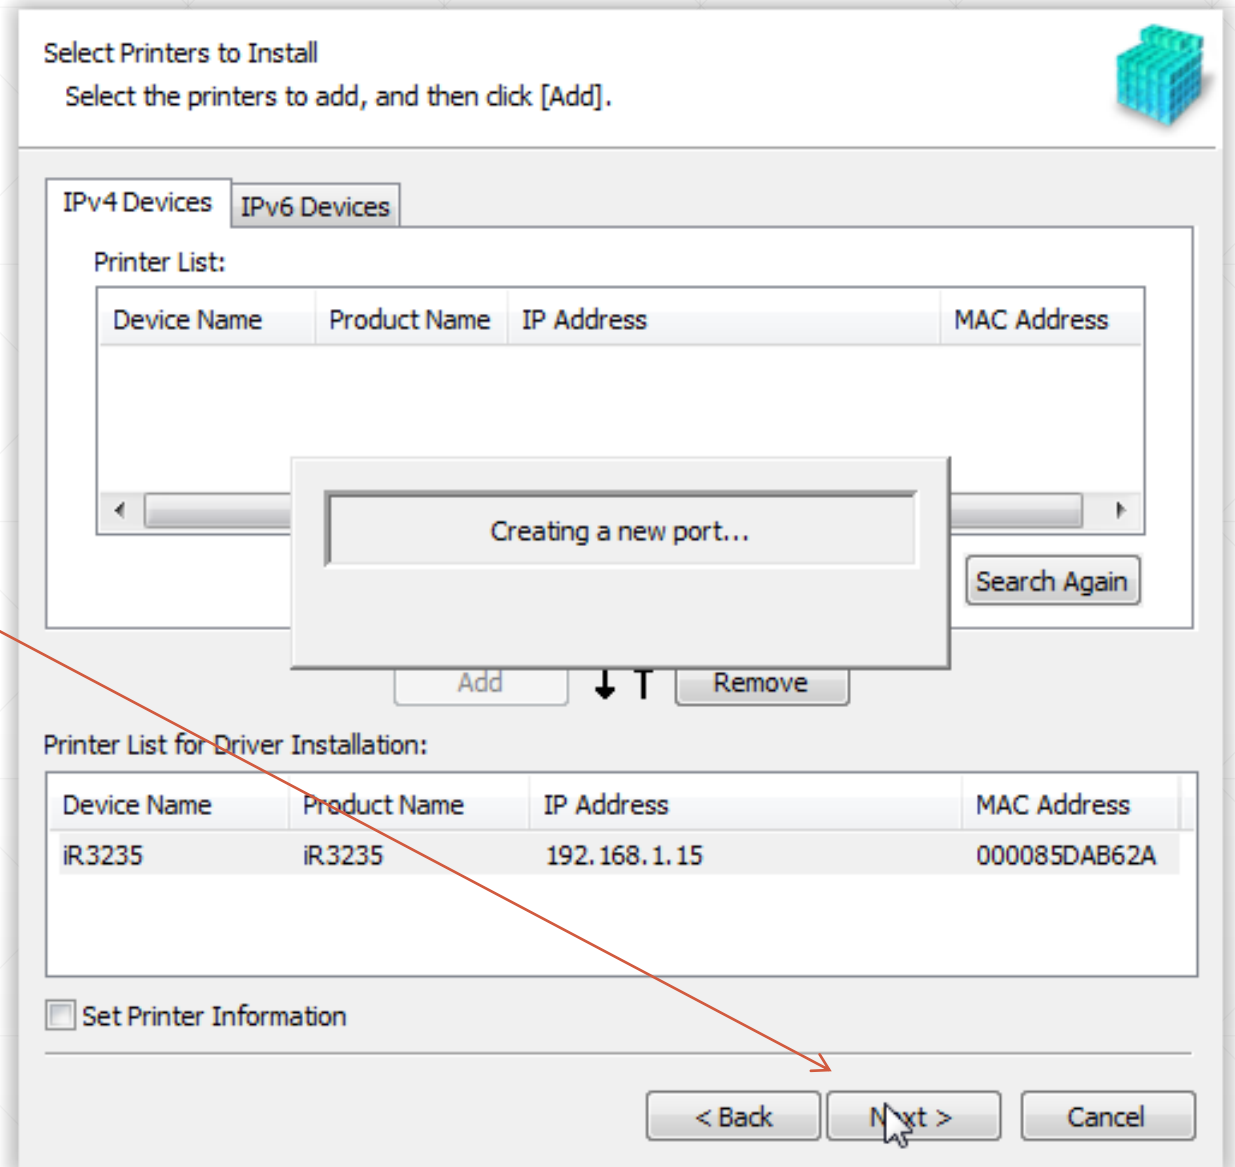 Select Printers to Install
Select the printers to add, and then click [Add].
IPv4 Devices IPv6 Devices
Printer List:
Device Name Product Name IP Address MAC Address
Creating a new port...
Search Again
Add Remove
Printer List for Driver Installation:
Device Name Product Name IP Address MAC Address
iR3235 iR3235 192.168.1.15 000085DAB62A
Set Printer Information
< Back Next > Cancel